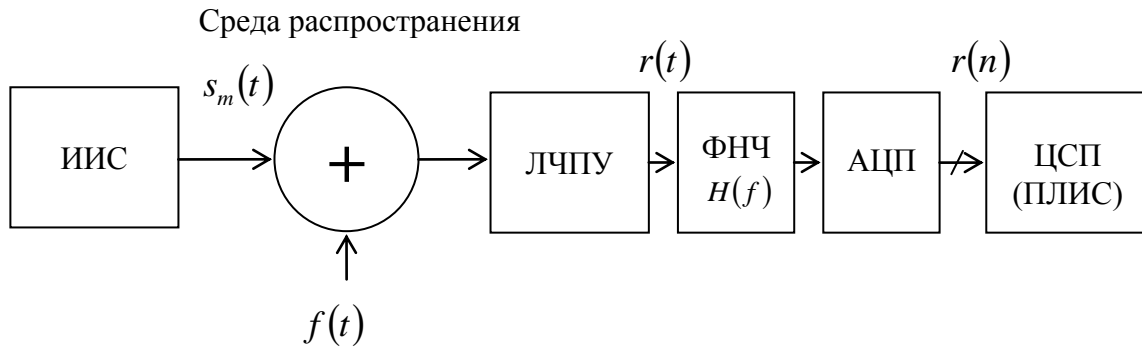 Среда распространения
s_m(t)
r(t)
r(n)
ИИС
+
ЛЧПУ
ФНЧ
H(f)
АЦП
ЦСП
(ПЛИС)
f(t)